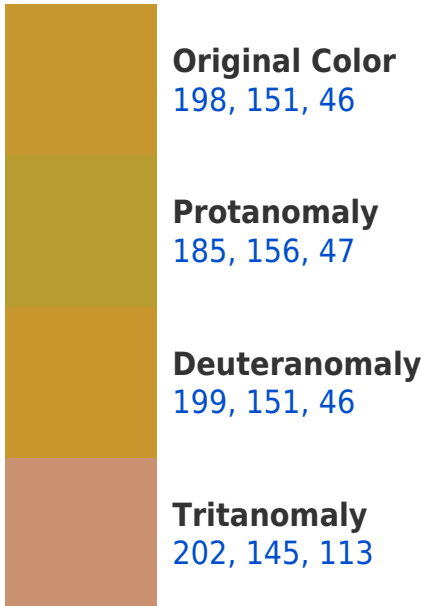 Original Color
198, 151, 46
Protanomaly
185, 156, 47
Deuteranomaly
199, 151, 46
Tritanomaly
202, 145, 113